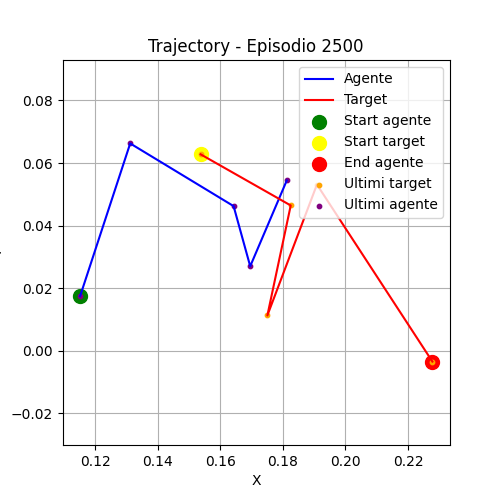 Trajectory - Episodio 2500
Agente
Target
Start agente
Start target
End agente
Ultimi target
Ultimi agente
0.08
0.06
0.04
0.02
0.00
−0.02
0.12
0.14
0.16
0.18
0.20
0.22
X